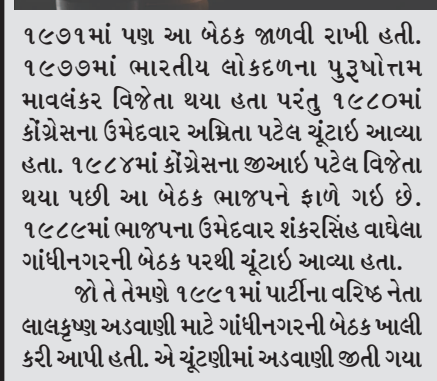 ૧૯૭૧માં પણ આ બેઠક જાળવી રાખી હતી.
૧૯૭૭માં ભારતીય લોકદળના પુરૂષોત્તમ
માવલંકર વિજેતા થયા હતા પરંતુ ૧૯૮૦માં
કોંગ્રેસના ઉમેદવાર અમ્રિતા પટેલ ચૂંટાઇ આવ્યા
હતા. ૧૯૮૪માં કોંગ્રેસના જીઆઇ પટેલ વિજેતા
થયા પછી આ બેઠક ભાજપને ફાળે ગઇ છે.
૧૯૮૯માં ભાજપના ઉમેદવાર શંકરસિંહ વાઘેલા
ગાંધીનગરની બેઠક પરથી ચૂંટાઇ આવ્યા હતા.
જો તે તેમણે ૧૯૯૧માં પાર્ટીના વરિષ્ઠ નેતા
લાલકૃષ્ણ અડવાણી માટે ગાંધીનગરની બેઠક ખાલી
કરી આપી હતી. એ ચૂંટણીમાં અડવાણી જીતી ગયા